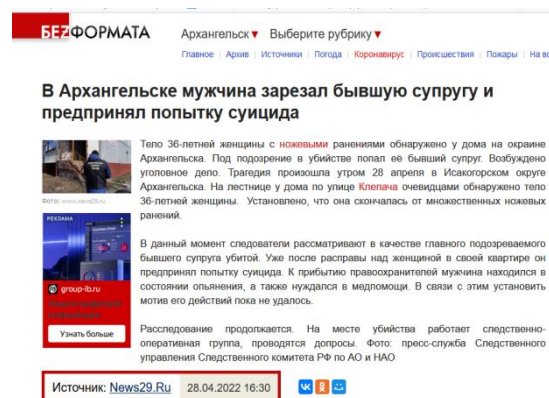 БЕZФОРМАТА
Архангельск ▼ Выберите рубрику ▼
Главное | Архив | Источники | Погода | Коронавирус | Происшествия | Пожары | На во
В Архангельске мужчина зарезал бывшую супругу и
предпринял попытку суицида
Тело 36-летней женщины с ножевыми ранениями обнаружено у дома на окраине
Архангельска. Под подозрение в убийстве попал её бывший супруг. Возбуждено
уголовное дело. Трагедия произошла утром 28 апреля в Исакогорском округе
Архангельска. На лестнице у дома по улице Клепача очевидцами обнаружено тело
36-летней женщины. Установлено, что она скончалась от множественных ножевых
ранений.
Фото: www.news29.ru
РЕКЛАМА
group-ib.ru
Узнать больше
В данный момент следователи рассматривают в качестве главного подозреваемого
бывшего супруга убитой. Уже после расправы над женщиной в своей квартире он
предпринял попытку суицида. К прибытию правоохранителей мужчина находился в
состоянии опьянения, а также нуждался в медпомощи. В связи с этим установить
мотив его действий пока не удалось.
Расследование продолжается. На месте убийства работает следственно-
оперативная группа, проводятся допросы. Фото: пресс-служба Следственного
управления Следственного комитета РФ по АО и НАО
Источник: News29.Ru 28.04.2022 16:30